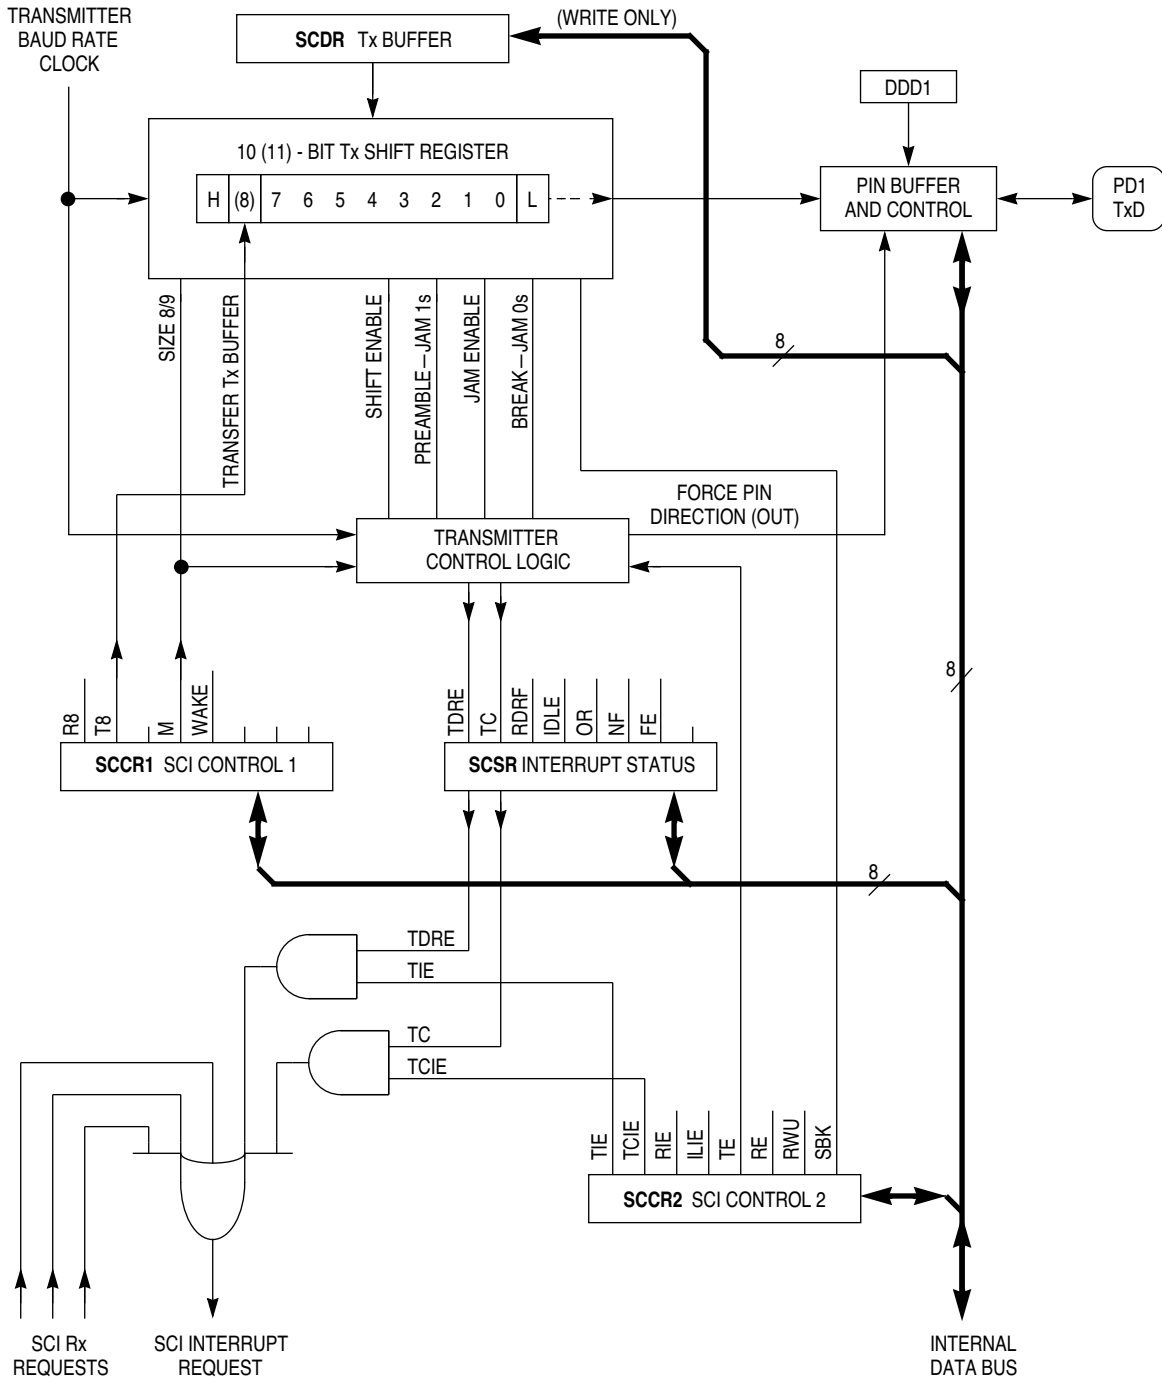 TRANSMITTER
BAUD RATE
CLOCK
SCDR Tx BUFFER
(WRITE ONLY)
DDD1
10 (11) - BIT Tx SHIFT REGISTER
H (8) 7 6 5 4 3 2 1 0 L
PIN BUFFER
AND CONTROL
PD1
TxD
SIZE 8/9
TRANSFER Tx BUFFER
SHIFT ENABLE
PREAMBLE—JAM 1s
JAM ENABLE
BREAK—JAM 0s
8
FORCE PIN
DIRECTION (OUT)
TRANSMITTER
CONTROL LOGIC
8
R8
T8
M
WAKE
TDRE
TC
RDRF
IDLE
OR
NF
FE
SCCR1 SCI CONTROL 1
SCSR INTERRUPT STATUS
8
TDRE
TIE
TC
TCIE
TIE
TCIE
RIE
ILIE
TE
RE
RWU
SBK
SCCR2 SCI CONTROL 2
SCI Rx
REQUESTS
SCI INTERRUPT
REQUEST
INTERNAL
DATA BUS